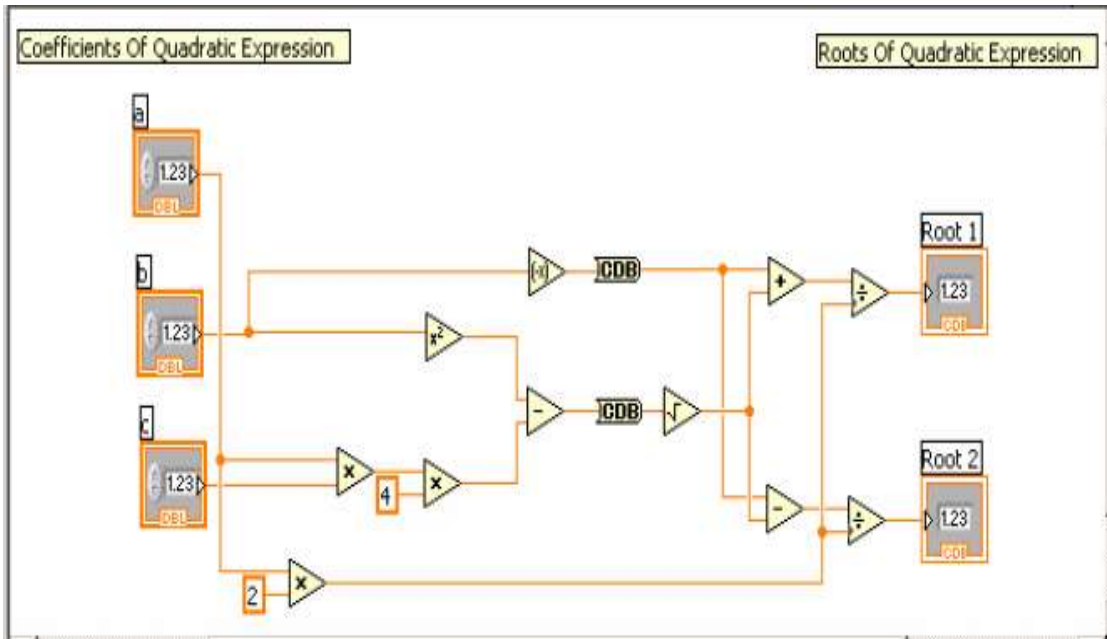 Coefficients Of Quadratic Expression
Roots Of Quadratic Expression
a
1.23
DBL
b
1.23
DBL
c
1.23
DBL
x²
(-x)
CDB
-
CDB
√
x
4
x
2
x
+
÷
-
÷
Root 1
1.23
CDB
Root 2
1.23
CDB